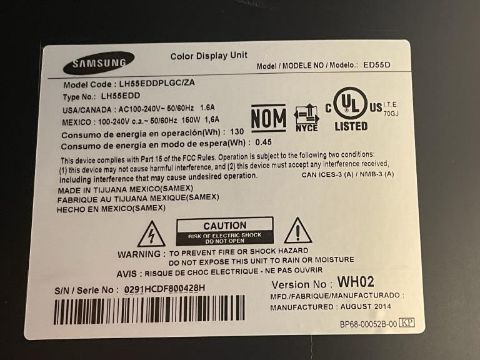 SAMSUNG
Color Display Unit
Model / MODELE NO / Modelo: ED55D
Model Code : LH55EDDPLGC/ZA
Type No.: LH55EDD
USA/CANADA : AC100-240V~ 50/60Hz 1.6A
MEXICO : 100-240V c.a.~ 50/60Hz 160W 1,6A
Consumo de energía en operación(Wh) : 130
Consumo de energía en modo de espera(Wh) : 0.45
NOM
NYCE
C UL US
LISTED
I.T.E
70GJ
This device complies with Part 15 of the FCC Rules. Operation is subject to the following two conditions:
(1) this device may not cause harmful interference, and (2) this device must accept any interference received,
including interference that may cause undesired operation.
CAN ICES-3 (A) / NMB-3 (A)
MADE IN TIJUANA MEXICO(SAMEX)
FABRIQUE AU TIJUANA MEXIQUE(SAMEX)
HECHO EN MEXICO(SAMEX)
CAUTION
RISK OF ELECTRIC SHOCK
DO NOT OPEN
WARNING : TO PREVENT FIRE OR SHOCK HAZARD
DO NOT EXPOSE THIS UNIT TO RAIN OR MOISTURE
AVIS : RISQUE DE CHOC ELECTRIQUE - NE PAS OUVRIR
S/N / Serie No : 0291HCDF800428H
Version No : WH02
MFD./FABRIQUE/MANUFACTURADO :
MANUFACTURED : AUGUST 2014
BP68-00052B-00 KP